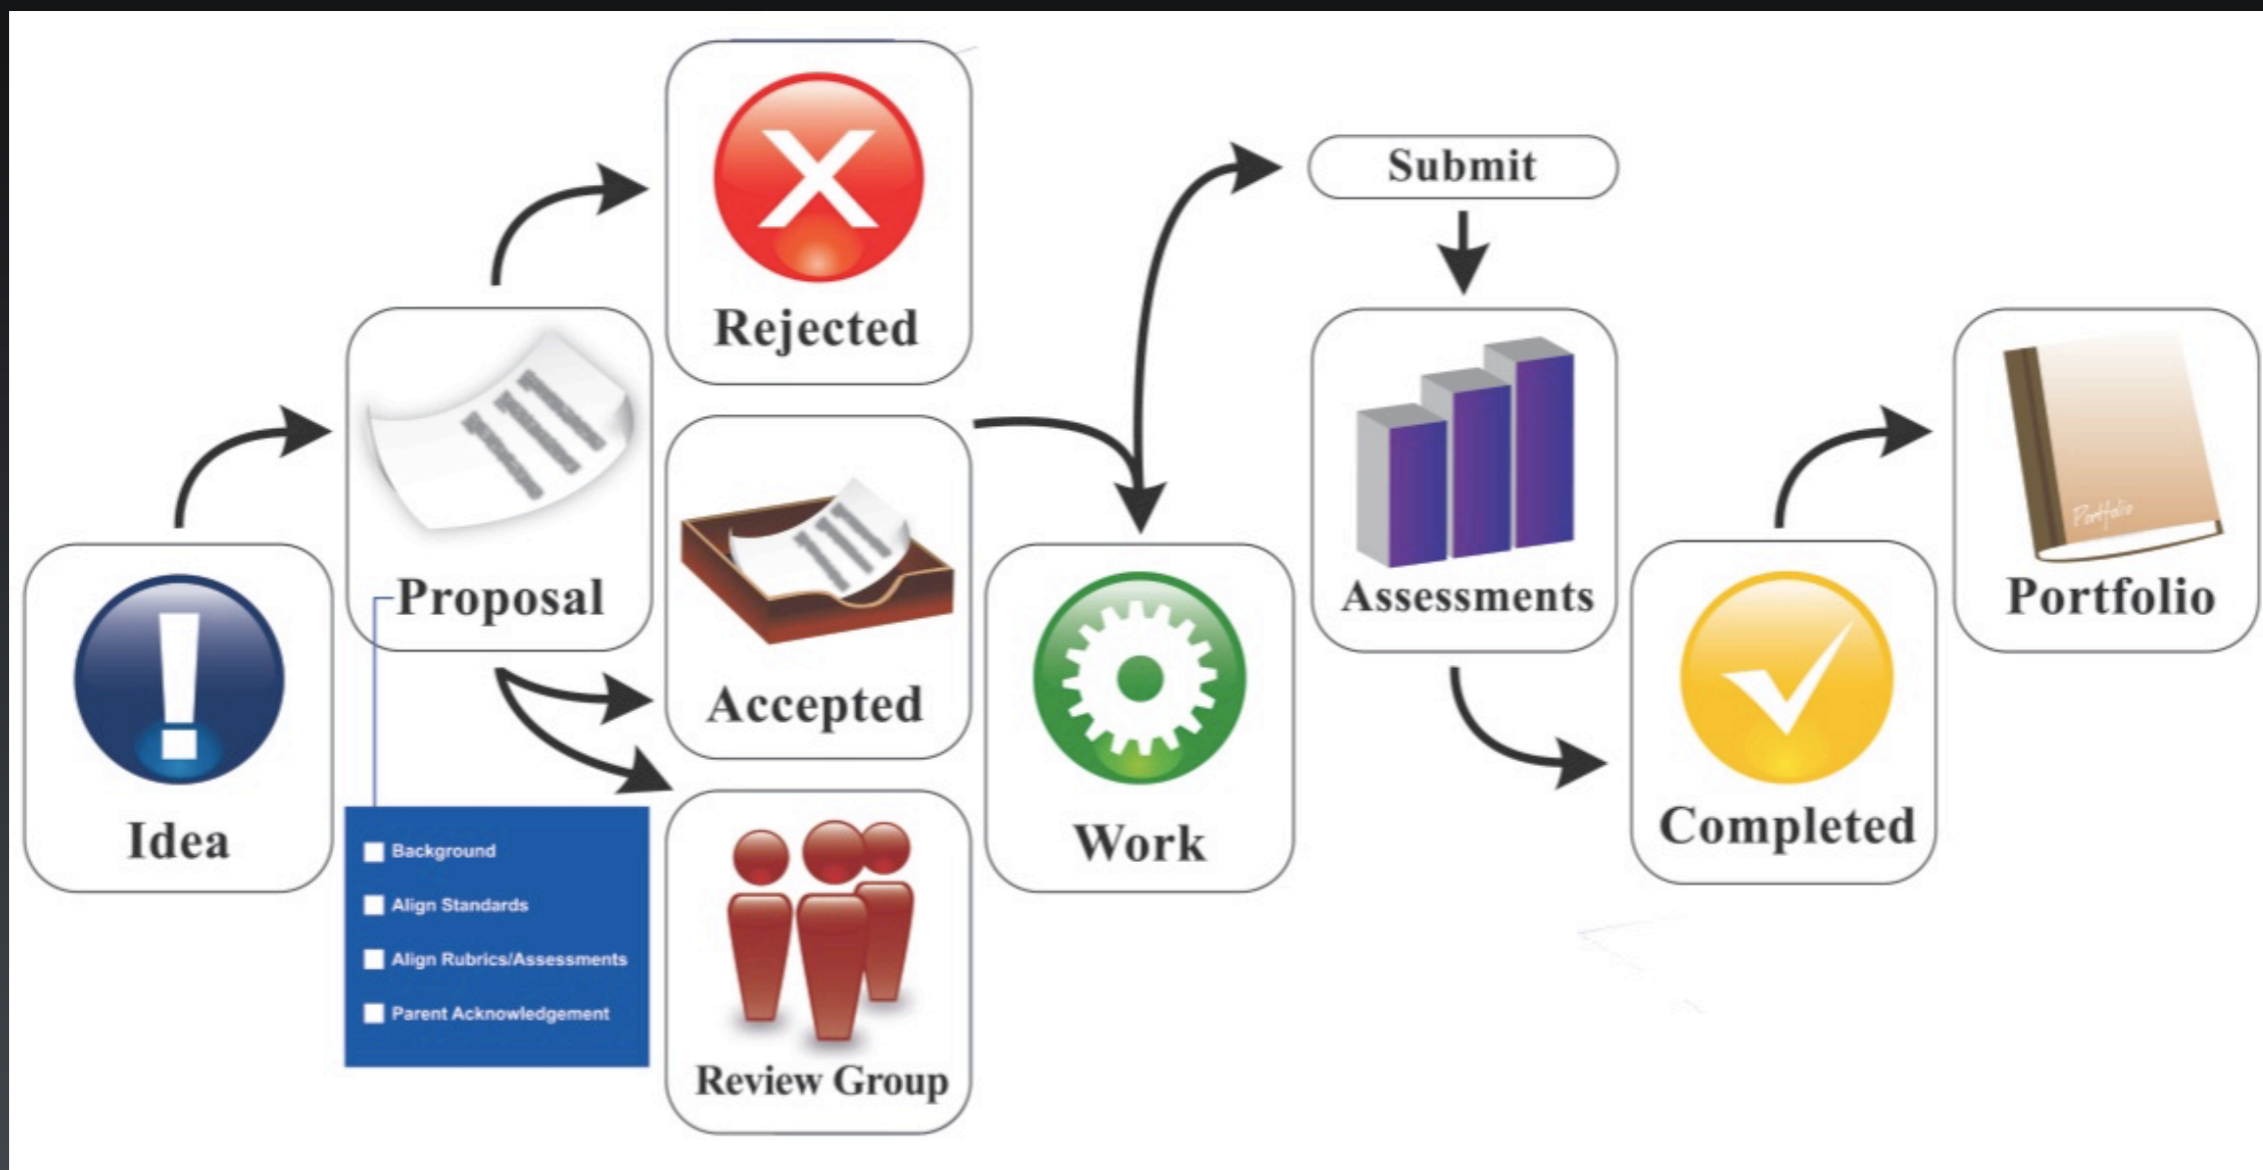 Idea
Proposal
Background
Align Standards
Align Rubrics/Assessments
Parent Acknowledgement
Rejected
Accepted
Review Group
Work
Submit
Assessments
Completed
Portfolio
Portfolio